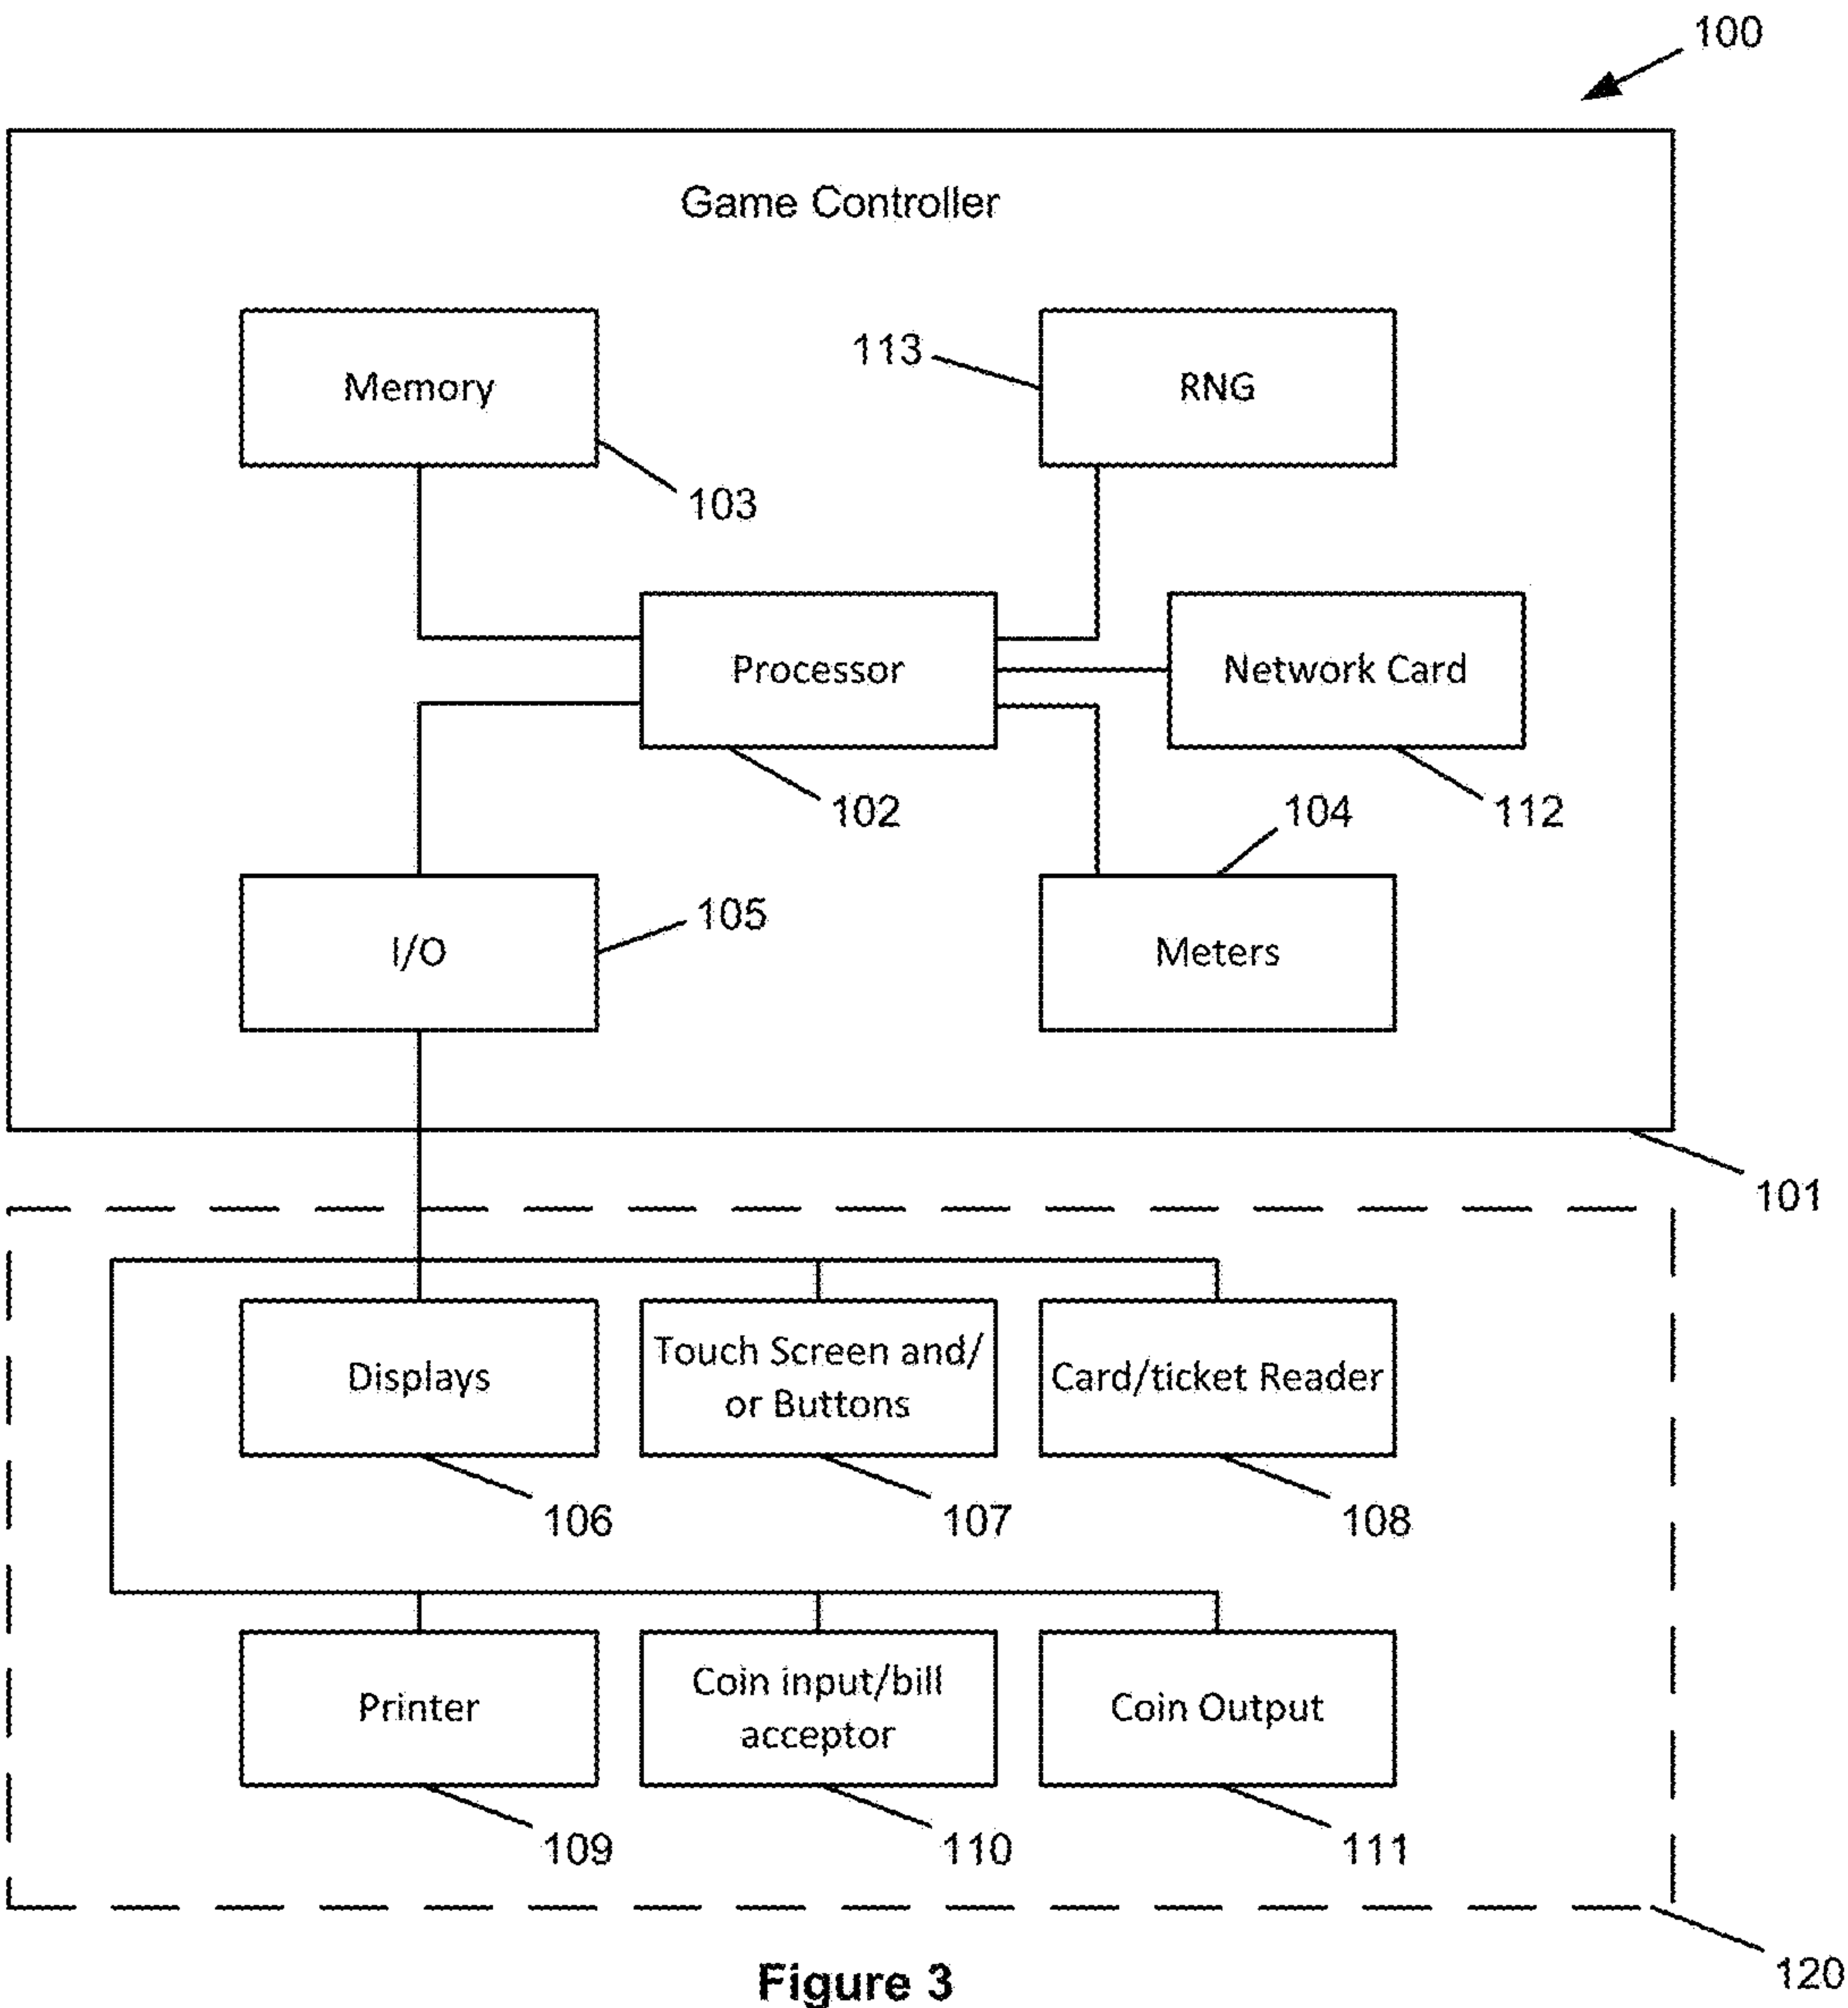 100
Game Controller
Memory
113
RNG
103
Processor
Network Card
102
104
112
I/O
105
Meters
101
Displays
Touch Screen and/
or Buttons
Card/ticket Reader
106
107
108
Printer
Coin input/bill
acceptor
Coin Output
109
110
111
120
Figure 3